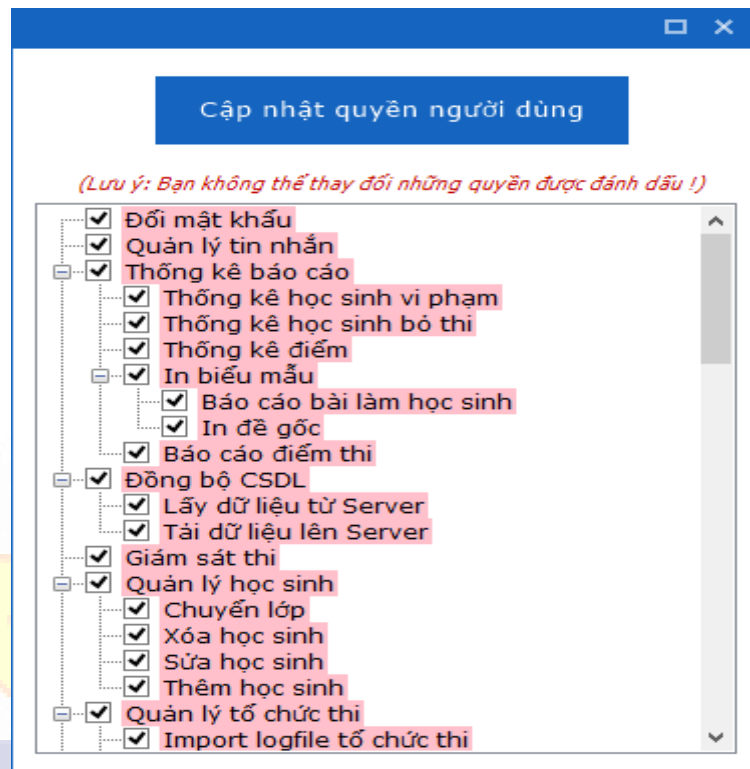 Cập nhật quyền người dùng
(Lưu ý: Bạn không thể thay đổi những quyền được đánh dấu !)
Đổi mật khẩu
Quản lý tin nhắn
Thống kê báo cáo
Thống kê học sinh vi phạm
Thống kê học sinh bỏ thi
Thống kê điểm
In biểu mẫu
Báo cáo bài làm học sinh
In đề gốc
Báo cáo điểm thi
Đồng bộ CSDL
Lấy dữ liệu từ Server
Tải dữ liệu lên Server
Giám sát thi
Quản lý học sinh
Chuyển lớp
Xóa học sinh
Sửa học sinh
Thêm học sinh
Quản lý tổ chức thi
Import logfile tổ chức thi